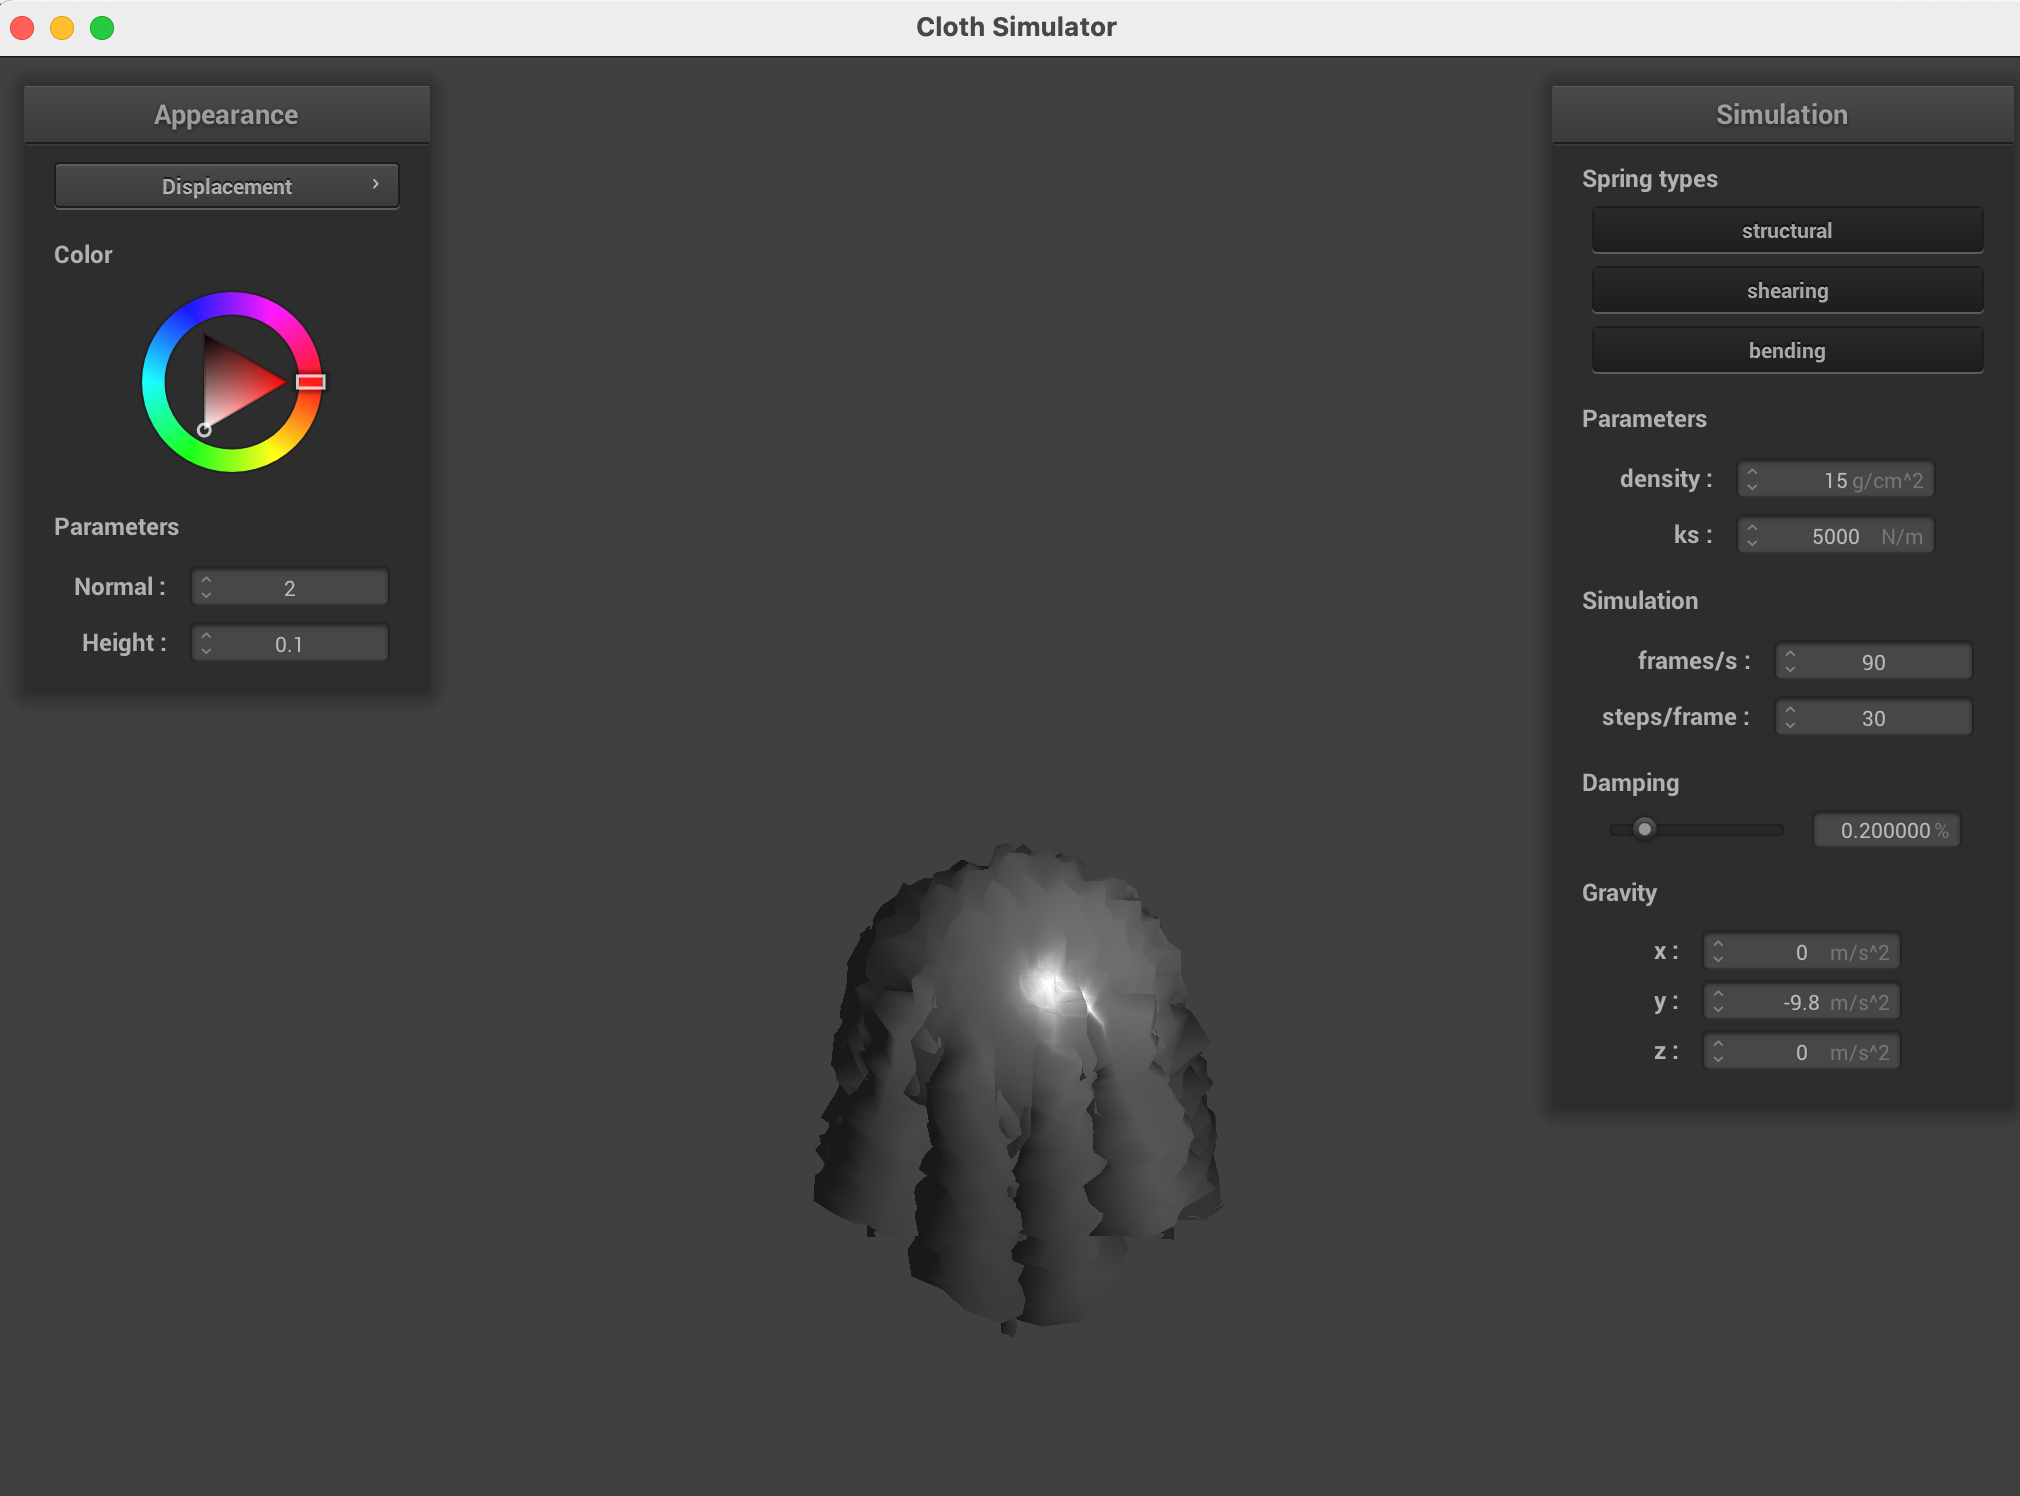 Cloth Simulator
Appearance
Displacement
Color
Parameters
Normal : 2
Height : 0.1
Simulation
Spring types
structural
shearing
bending
Parameters
density : 15 g/cm^2
ks : 5000 N/m
Simulation
frames/s : 90
steps/frame : 30
Damping
0.200000 %
Gravity
x : 0 m/s^2
y : -9.8 m/s^2
z : 0 m/s^2